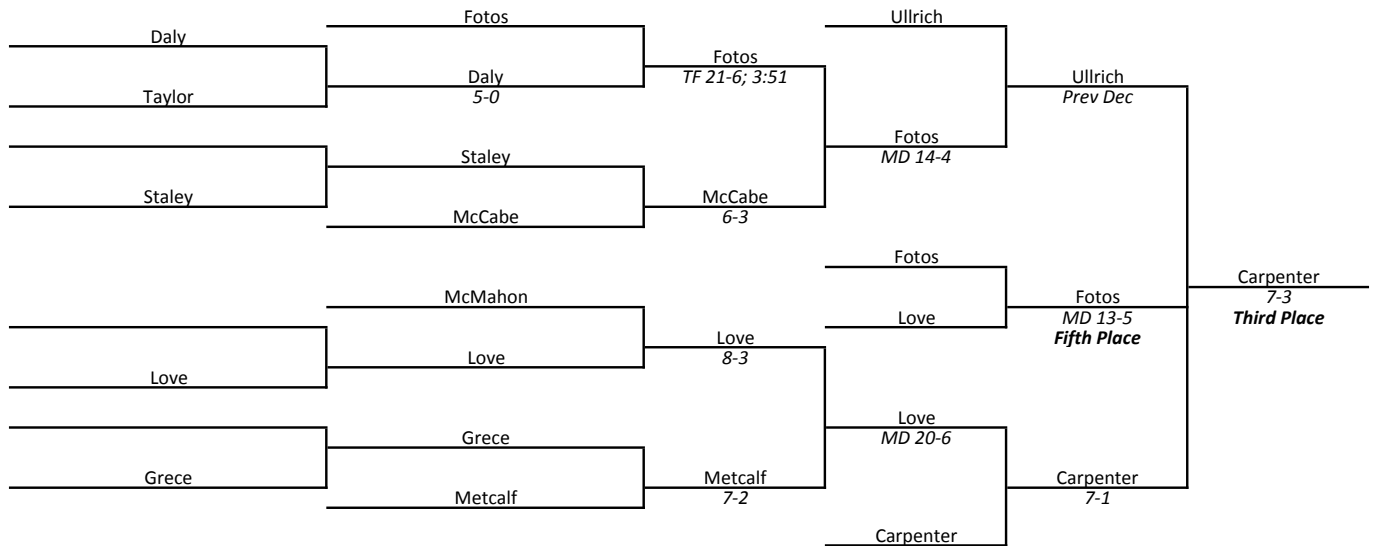 Fotos
Ullrich
Daly
Fotos
TF 21-6; 3:51
Daly
5-0
Ullrich
Prev Dec
Taylor
Fotos
MD 14-4
Staley
Staley
McCabe
6-3
McCabe
Fotos
Carpenter
7-3
Third Place
McMahon
Fotos
MD 13-5
Fifth Place
Love
Love
8-3
Love
Love
Love
MD 20-6
Grece
Grece
Metcalf
7-2
Carpenter
7-1
Metcalf
Carpenter